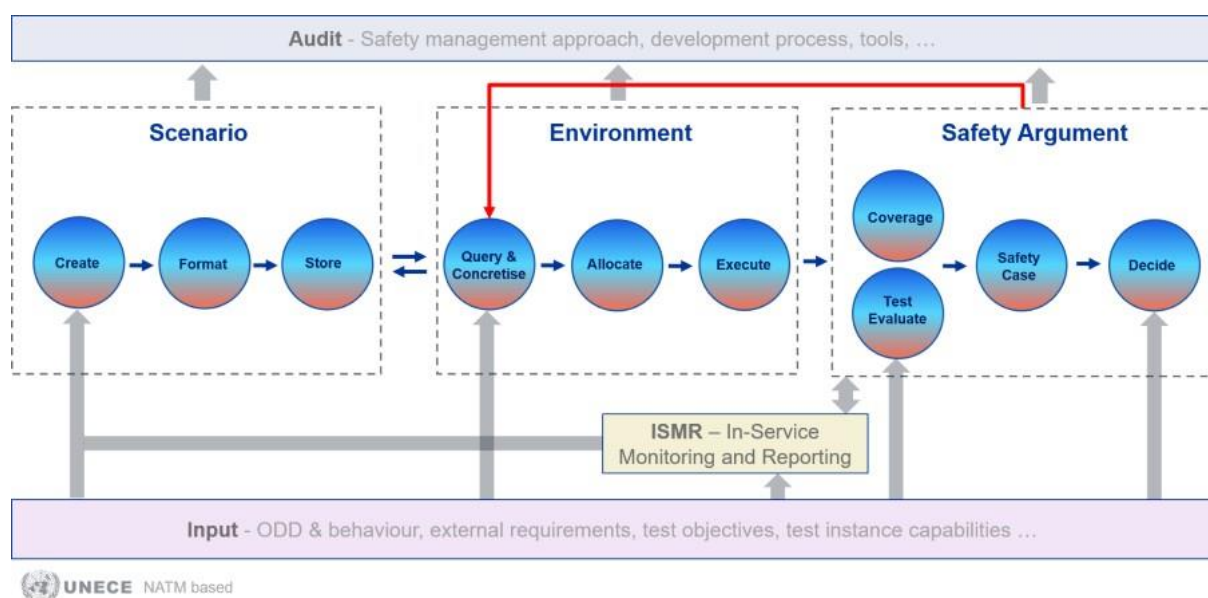 Audit - Safety management approach, development process, tools, …
Scenario
Environment
Safety Argument
Create
Format
Store
Query &
Concretise
Allocate
Execute
Coverage
Test
Evaluate
Safety
Case
Decide
ISMR – In-Service
Monitoring and Reporting
Input - ODD & behaviour, external requirements, test objectives, test instance capabilities …
UNECE NATM based